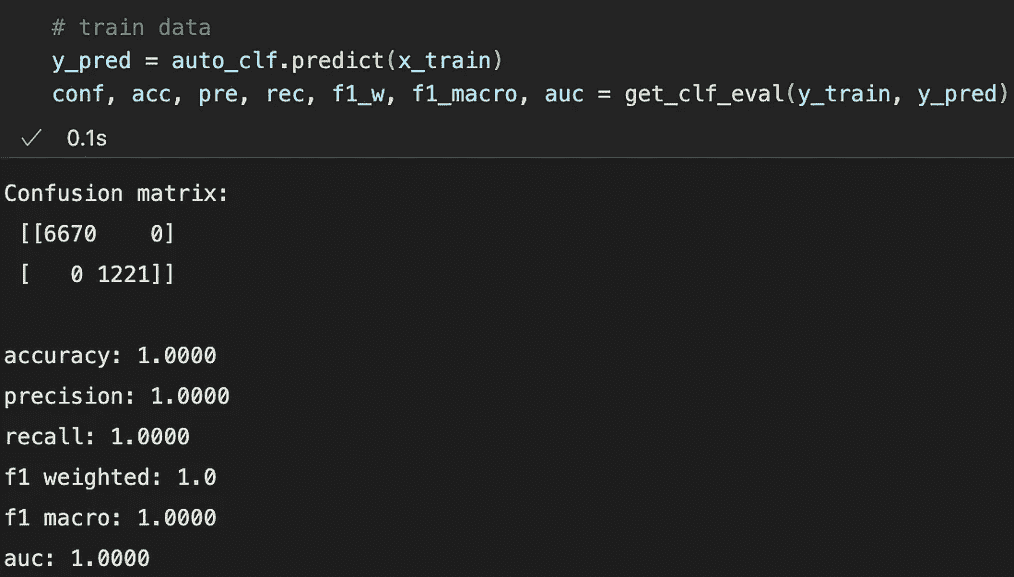 # train data
y_pred = auto_clf.predict(x_train)
conf, acc, pre, rec, f1_w, f1_macro, auc = get_clf_eval(y_train, y_pred)
✓ 0.1s
Confusion matrix:
[[6670    0]
[   0 1221]]
accuracy: 1.0000
precision: 1.0000
recall: 1.0000
f1 weighted: 1.0
f1 macro: 1.0000
auc: 1.0000